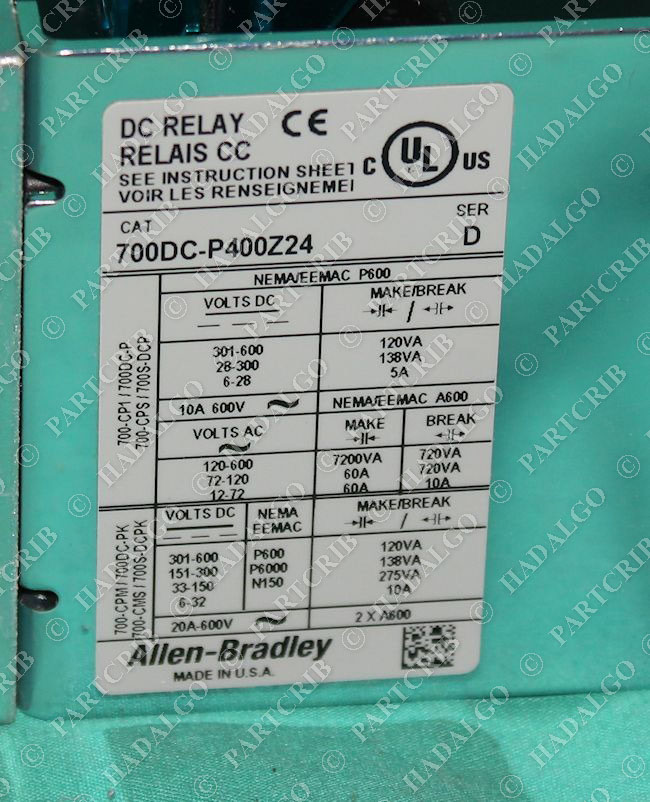 DC RELAY CE
RELAIS CC
SEE INSTRUCTION SHEET
VOIR LES RENSEIGNEMEI
C UL US
CAT
SER
700DC-P400Z24
D
700-CP1 / 700DC-P
700-CPS / 700S-DCP
NEMA/EEMAC P600
VOLTS DC
MAKE/BREAK
301-600 120VA
28-300 138VA
6-28 5A
10A 600V ~ NEMA/EEMAC A600
VOLTS AC ~
MAKE BREAK
120-600 7200VA 720VA
72-120 60A 720VA
12-72 60A 10A
700-CPM / 700DC-PK
700-CMS / 700S-DCPK
VOLTS DC
NEMA
EEMAC
MAKE/BREAK
301-600 P600 120VA
151-300 P6000 138VA
33-150 N150 275VA
6-32 10A
20A-600V ~ 2 X A600
Allen-Bradley
MADE IN U.S.A.
© PARTCRIB
© HADALGO